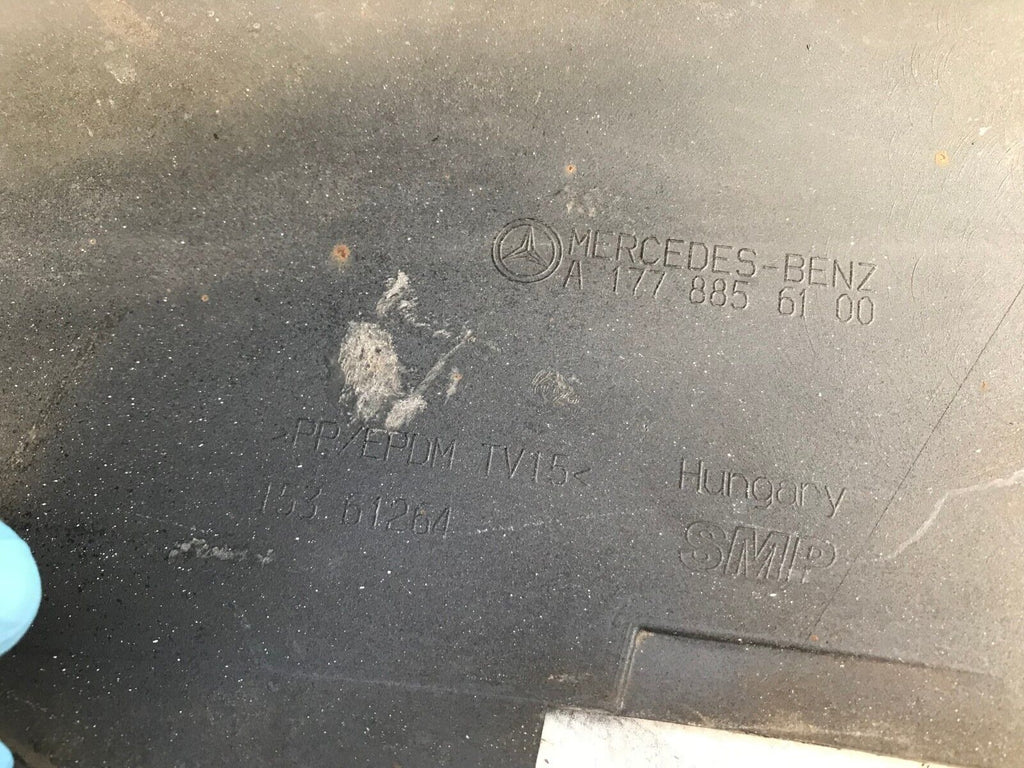 MERCEDES-BENZ
A 177 885 61 00
>PP/EPDM TV15<
153 61264
Hungary
SMP